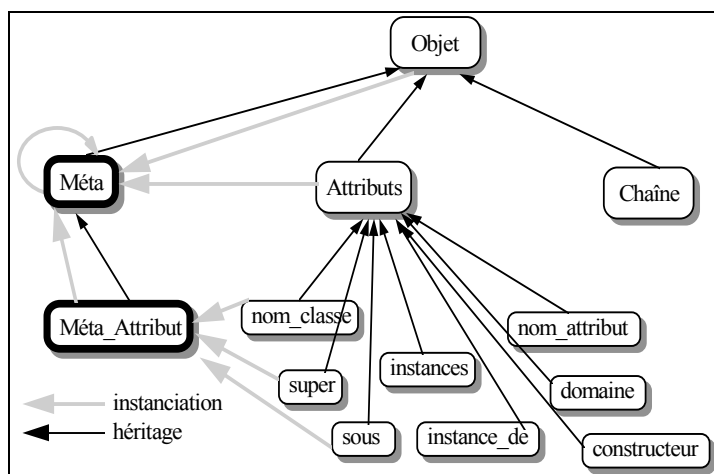 Objet
Méta
Attributs
Chaîne
Méta_Attribut
nom_classe
nom_attribut
instances
super
domaine
instanciation
héritage
sous
instance_de
constructeur